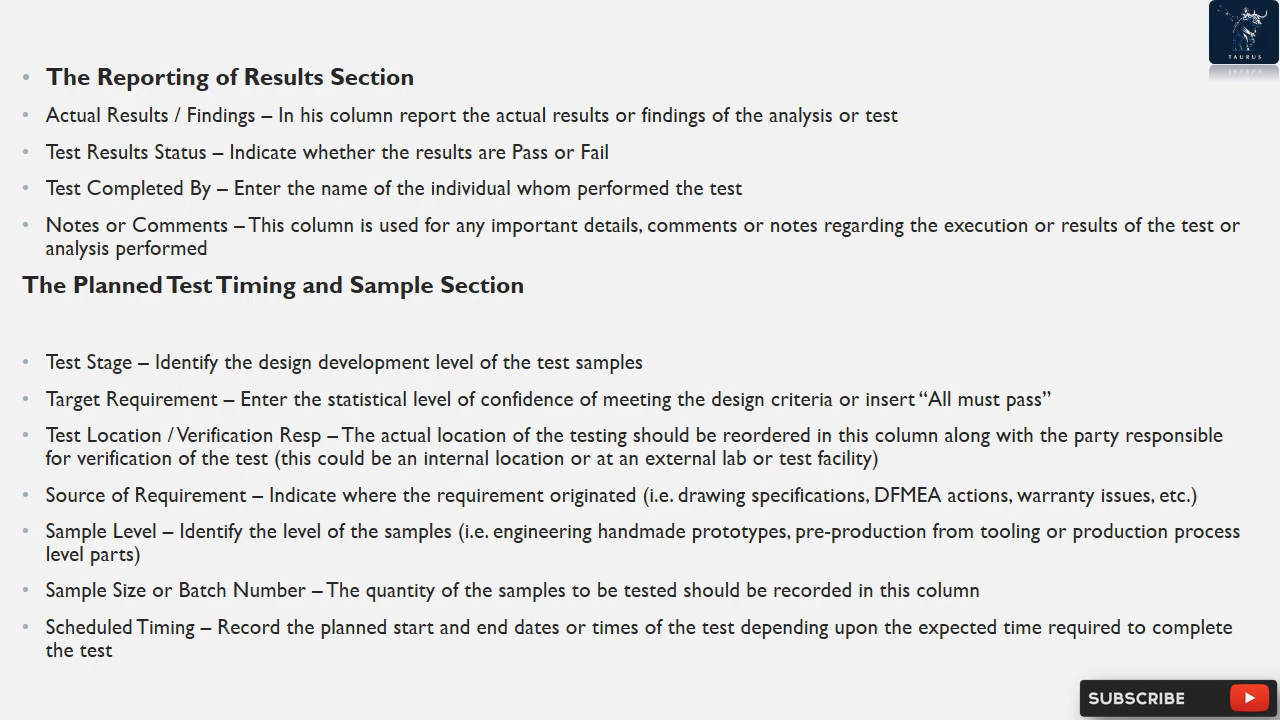 TAURUS
• The Reporting of Results Section
• Actual Results / Findings – In his column report the actual results or findings of the analysis or test
• Test Results Status – Indicate whether the results are Pass or Fail
• Test Completed By – Enter the name of the individual whom performed the test
• Notes or Comments – This column is used for any important details, comments or notes regarding the execution or results of the test or
analysis performed
The Planned Test Timing and Sample Section
• Test Stage – Identify the design development level of the test samples
• Target Requirement – Enter the statistical level of confidence of meeting the design criteria or insert “All must pass”
• Test Location / Verification Resp – The actual location of the testing should be reordered in this column along with the party responsible
for verification of the test (this could be an internal location or at an external lab or test facility)
• Source of Requirement – Indicate where the requirement originated (i.e. drawing specifications, DFMEA actions, warranty issues, etc.)
• Sample Level – Identify the level of the samples (i.e. engineering handmade prototypes, pre-production from tooling or production process
level parts)
• Sample Size or Batch Number – The quantity of the samples to be tested should be recorded in this column
• Scheduled Timing – Record the planned start and end dates or times of the test depending upon the expected time required to complete
the test
SUBSCRIBE